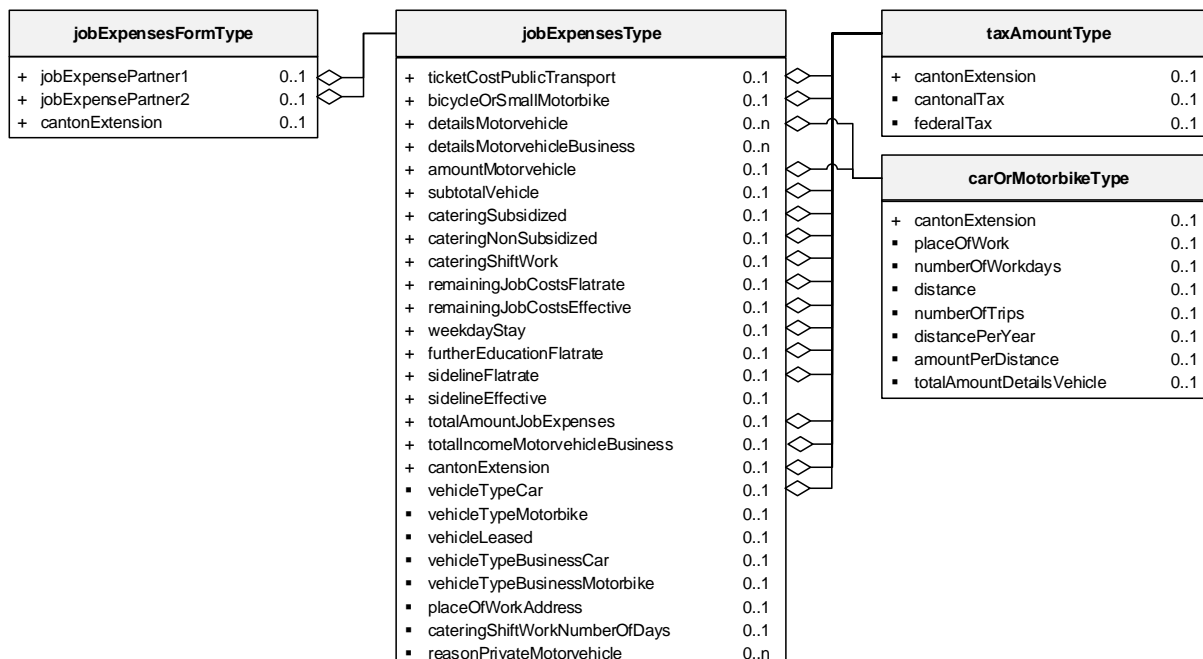 jobExpensesFormType
+ jobExpensePartner1 0..1
+ jobExpensePartner2 0..1
+ cantonExtension 0..1
jobExpensesType
+ ticketCostPublicTransport 0..1
+ bicycleOrSmallMotorbike 0..1
+ detailsMotorvehicle 0..n
+ detailsMotorvehicleBusiness 0..n
+ amountMotorvehicle 0..1
+ subtotalVehicle 0..1
+ cateringSubsidized 0..1
+ cateringNonSubsidized 0..1
+ cateringShiftWork 0..1
+ remainingJobCostsFlatrate 0..1
+ remainingJobCostsEffective 0..1
+ weekdayStay 0..1
+ furtherEducationFlatrate 0..1
+ sidelineFlatrate 0..1
+ sidelineEffective 0..1
+ totalAmountJobExpenses 0..1
+ totalIncomeMotorvehicleBusiness 0..1
+ cantonExtension 0..1
▪ vehicleTypeCar 0..1
▪ vehicleTypeMotorbike 0..1
▪ vehicleLeased 0..1
▪ vehicleTypeBusinessCar 0..1
▪ vehicleTypeBusinessMotorbike 0..1
▪ placeOfWorkAddress 0..1
▪ cateringShiftWorkNumberOfDays 0..1
▪ reasonPrivateMotorvehicle 0..n
taxAmountType
+ cantonExtension 0..1
▪ cantonalTax 0..1
▪ federalTax 0..1
carOrMotorbikeType
+ cantonExtension 0..1
▪ placeOfWork 0..1
▪ numberOfWorkdays 0..1
▪ distance 0..1
▪ numberOfTrips 0..1
▪ distancePerYear 0..1
▪ amountPerDistance 0..1
▪ totalAmountDetailsVehicle 0..1